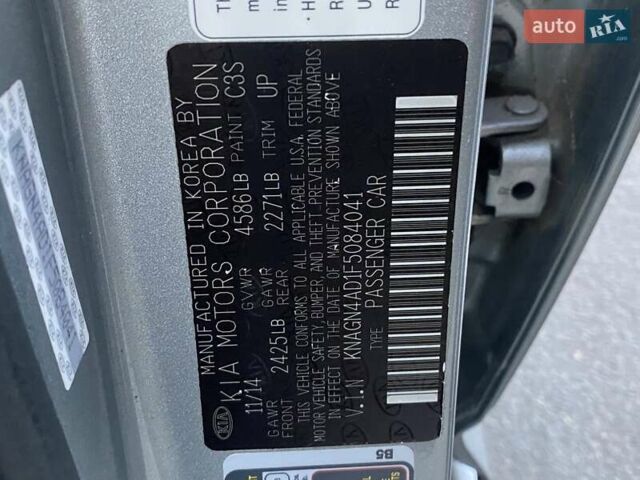 MANUFACTURED IN KOREA BY
KIA KIA MOTORS CORPORATION
11/14 GVWR 4586LB PAINT C3S
GAWR FRONT 2425LB GAWR REAR 2271LB TRIM UP
THIS VEHICLE CONFORMS TO ALL APPLICABLE U.S.A. FEDERAL
MOTOR VEHICLE SAFETY, BUMPER AND THEFT PREVENTION STANDARDS
IN EFFECT ON THE DATE OF MANUFACTURE SHOWN ABOVE
V.I.N KNAGN4AD1F5084041
TYPE PASSENGER CAR
B5
auto RIA.com